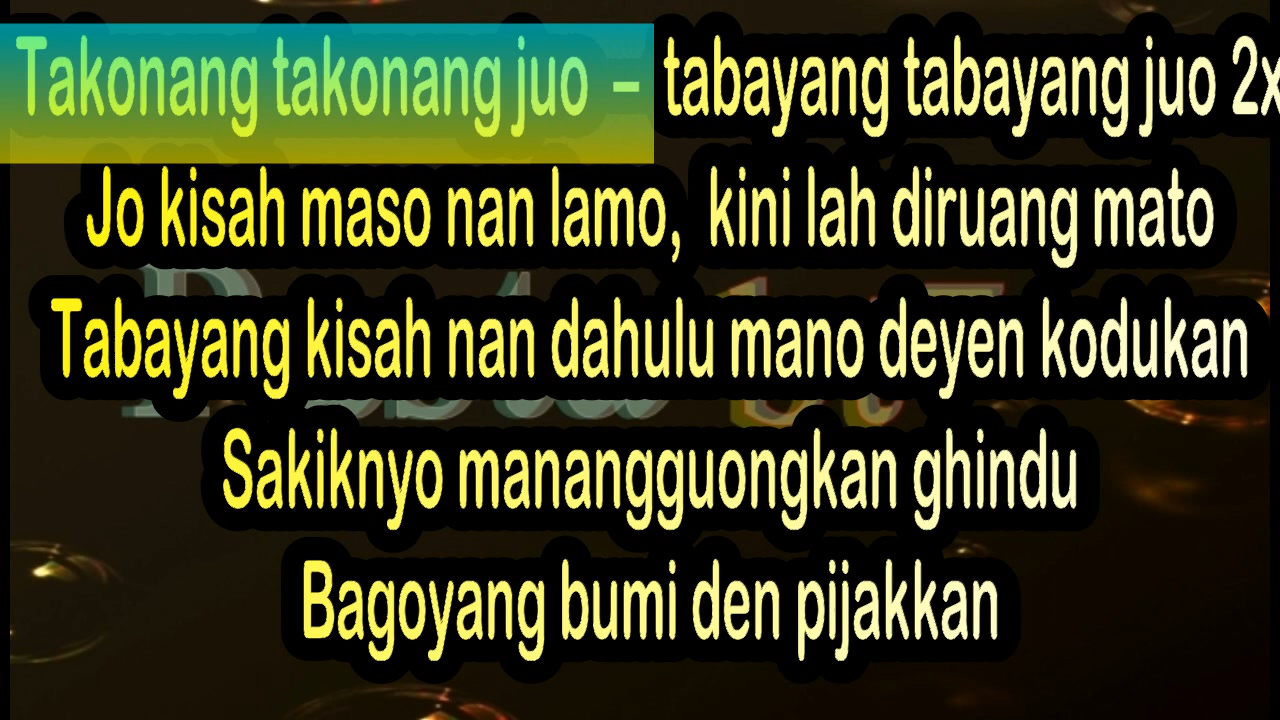 Takonang takonang juo – tabayang tabayang juo 2x
Jo kisah maso nan lamo, kini lah diruang mato
Tabayang kisah nan dahulu mano deyen kodukan
Sakiknyo manangguongkan ghindu
Bagoyang bumi den pijakkan